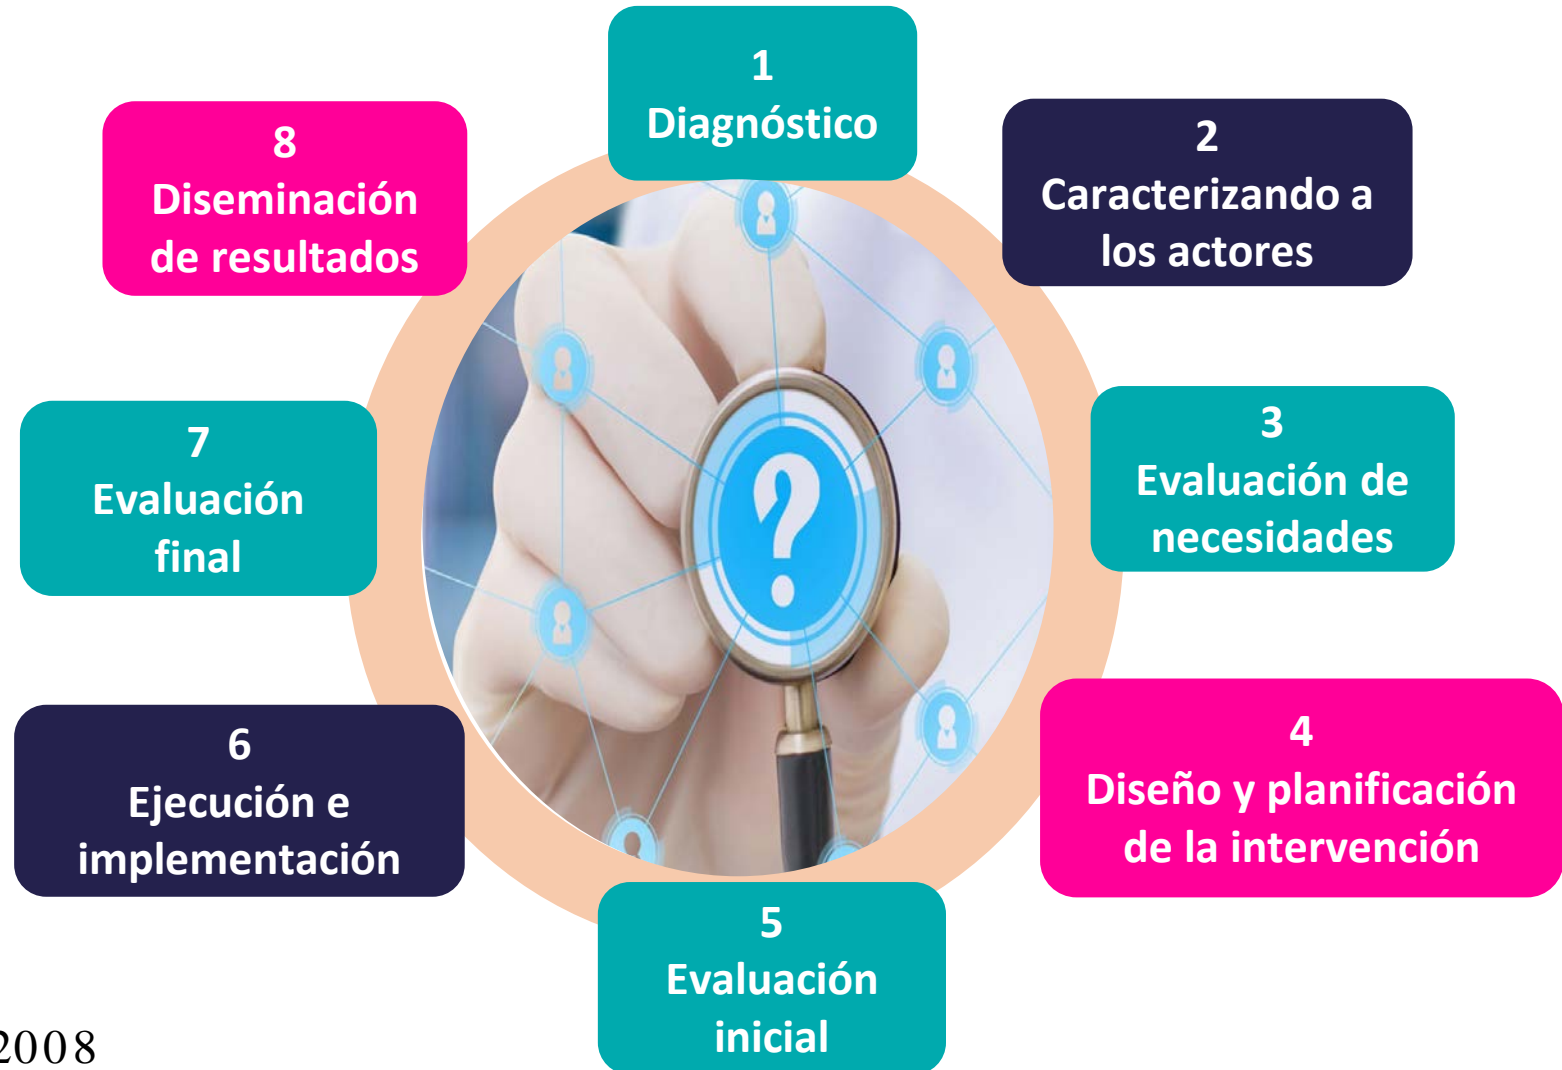 1
Diagnóstico
2
Caracterizando a
los actores
3
Evaluación de
necesidades
4
Diseño y planificación
de la intervención
5
Evaluación
inicial
6
Ejecución e
implementación
7
Evaluación
final
8
Diseminación
de resultados
?
2008